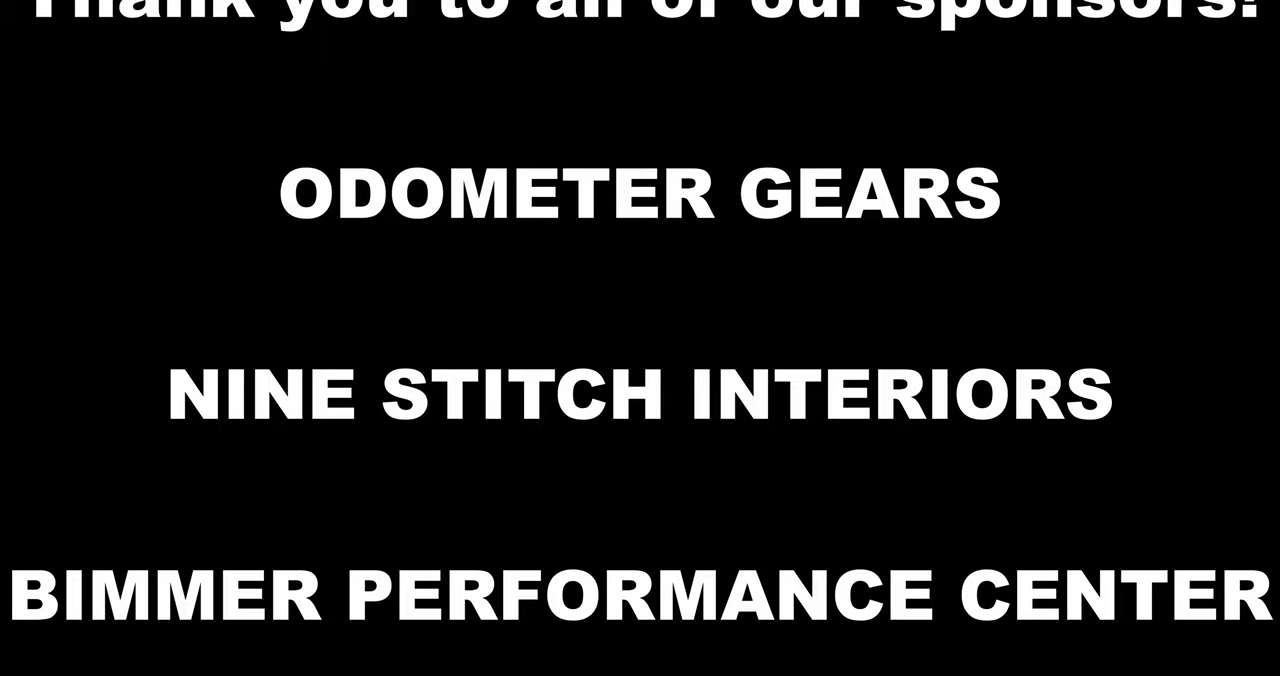 Thank you to all of our sponsors!
ODOMETER GEARS
NINE STITCH INTERIORS
BIMMER PERFORMANCE CENTER